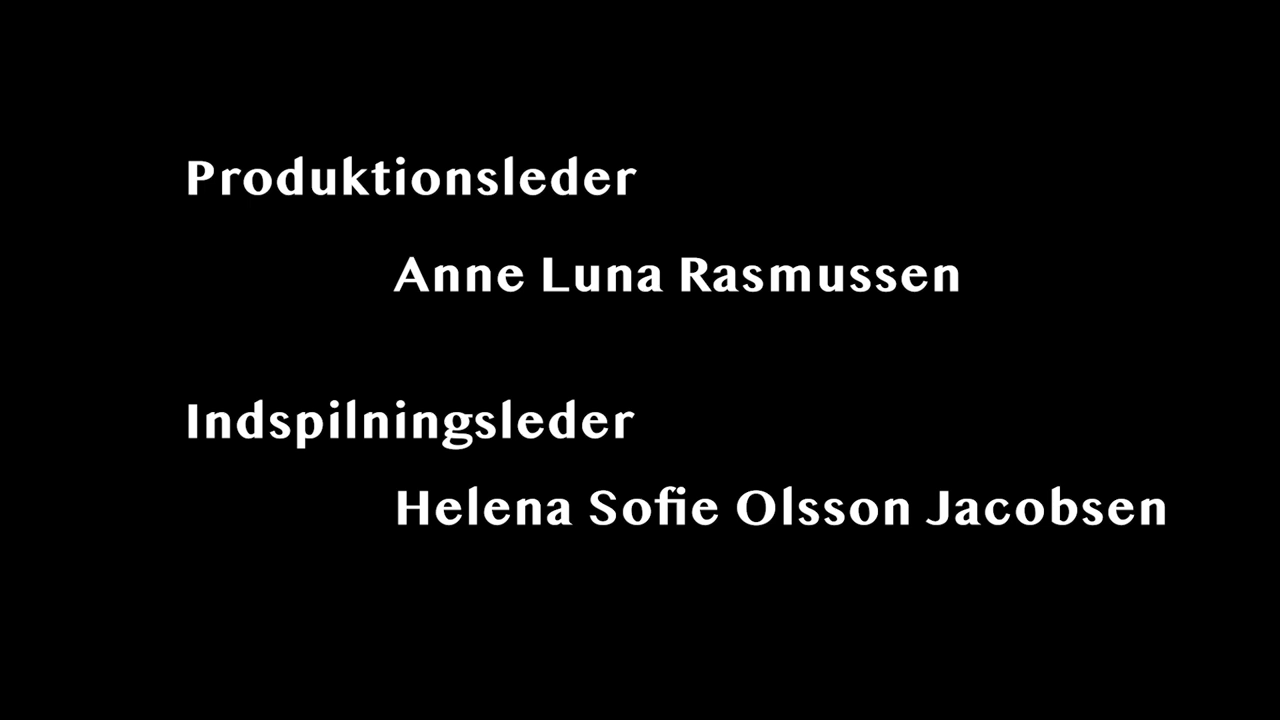 Produktionsleder
Anne Luna Rasmussen
Indspilningsleder
Helena Sofie Olsson Jacobsen